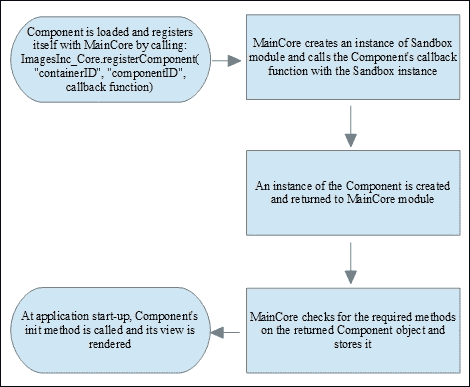 Component is loaded and registers
itself with MainCore by calling:
ImagesInc_Core.registerComponent(
"containerID", "componentID",
callback function)
MainCore creates an instance of Sandbox
module and calls the Component's callback
function with the Sandbox instance
An instance of the Component is created
and returned to MainCore module
MainCore checks for the required methods
on the returned Component object and
stores it
At application start-up, Component's
init method is called and its view is
rendered